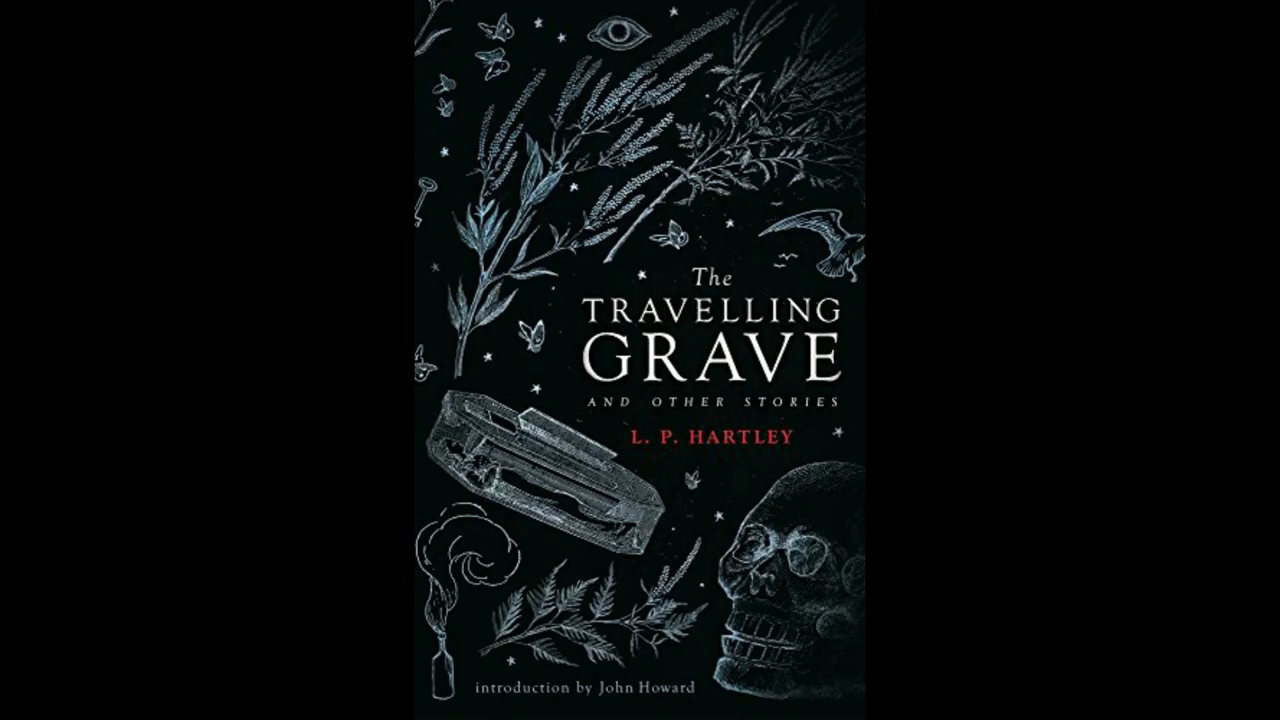 The
TRAVELLING
GRAVE
AND OTHER STORIES
L. P. HARTLEY
introduction by John Howard